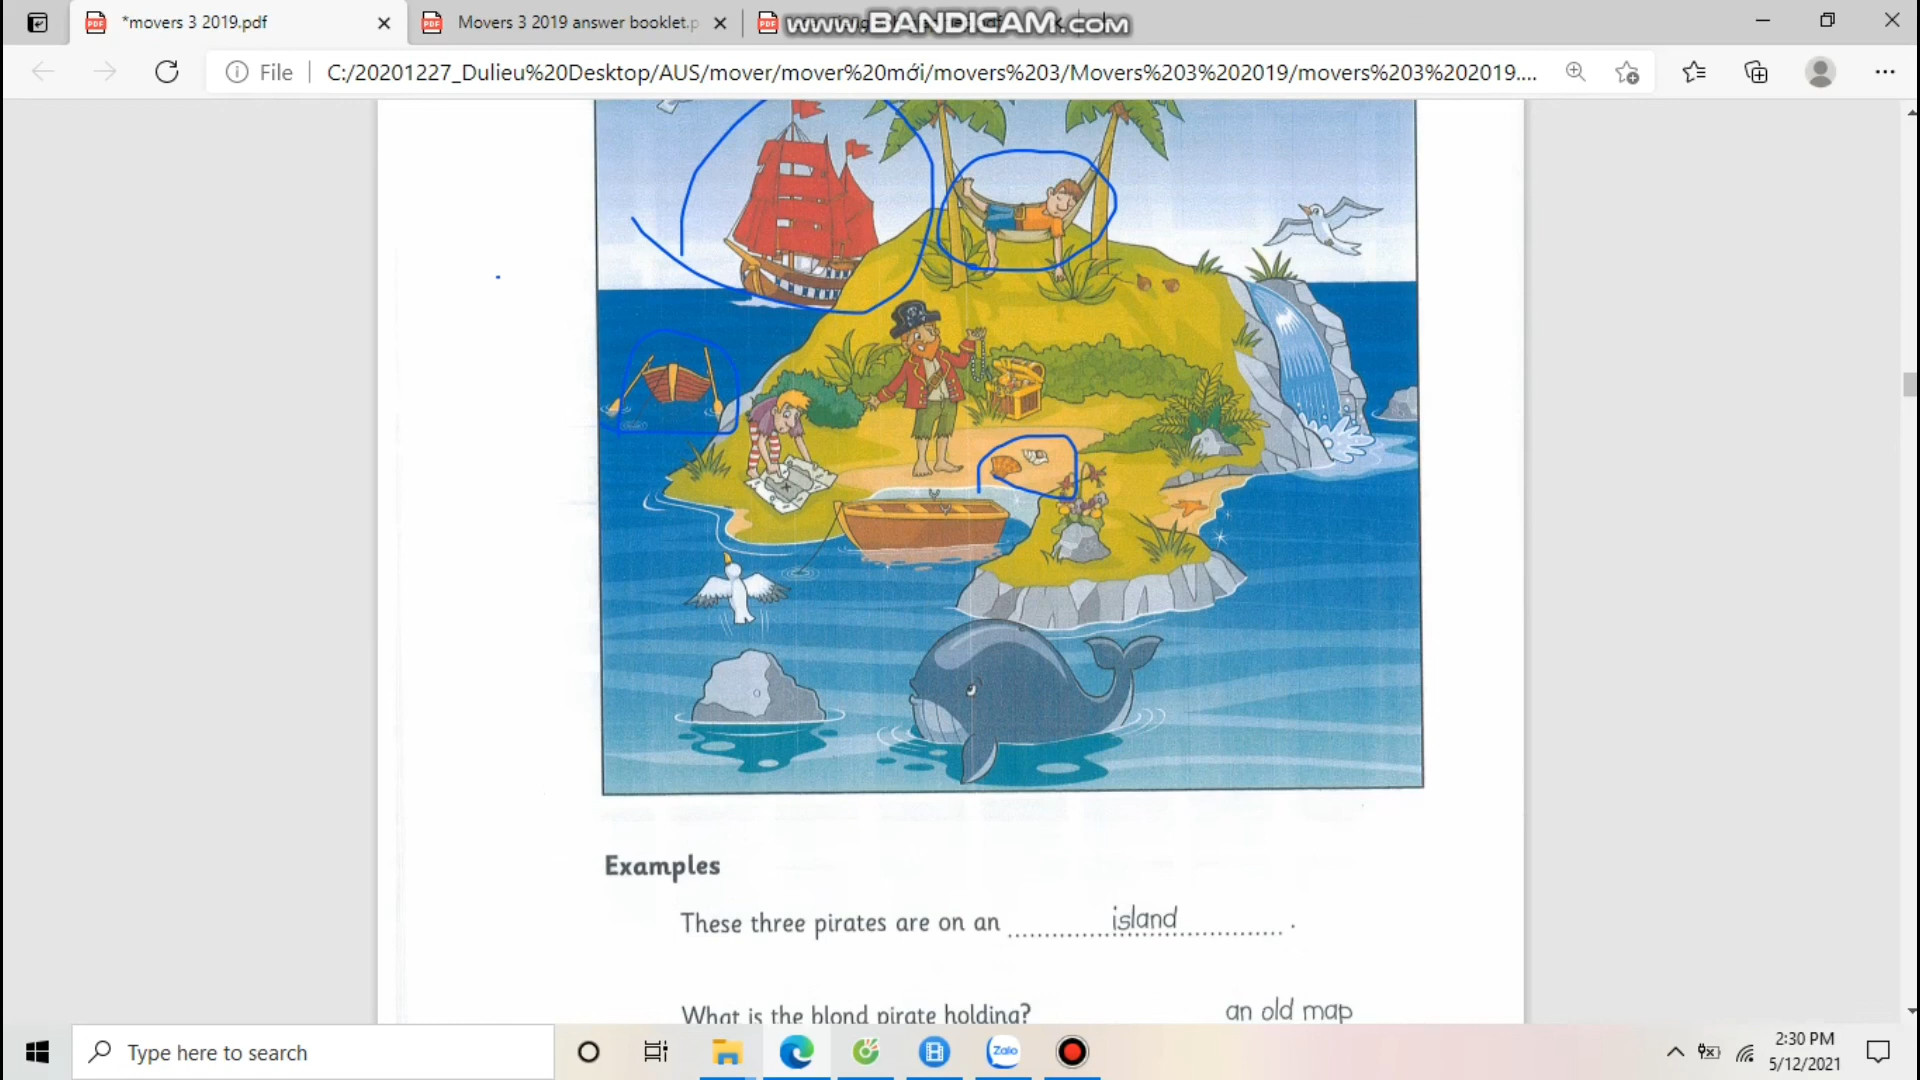 *movers 3 2019.pdf
Movers 3 2019 answer booklet.p
www.BANDICAM.com
File
C:/20201227_Dulieu%20Desktop/AUS/mover/mover%20mới/movers%203/Movers%203%202019/movers%203%202019....
Examples
These three pirates are on an island .
What is the blond pirate holding? an old map
Type here to search
Zalo
2:30 PM
5/12/2021